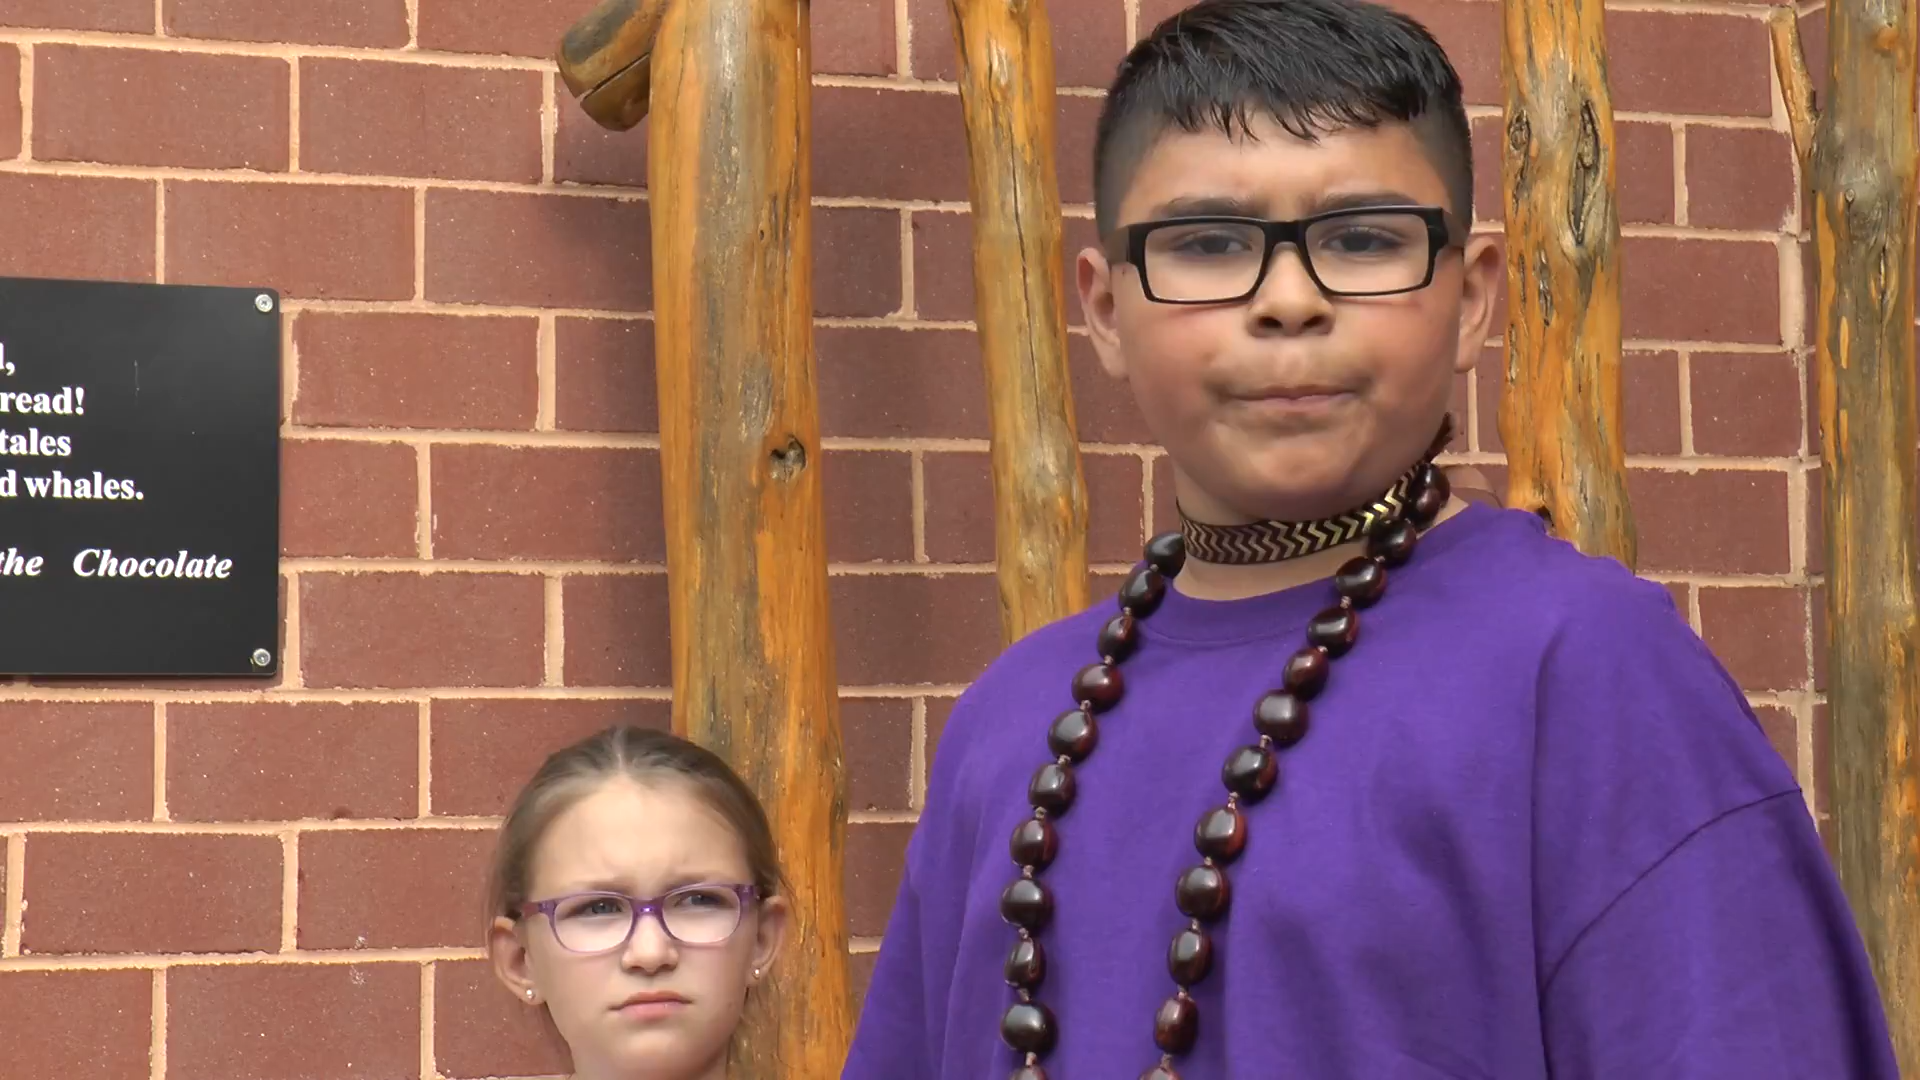 read!
tales
whales.
the Chocolate